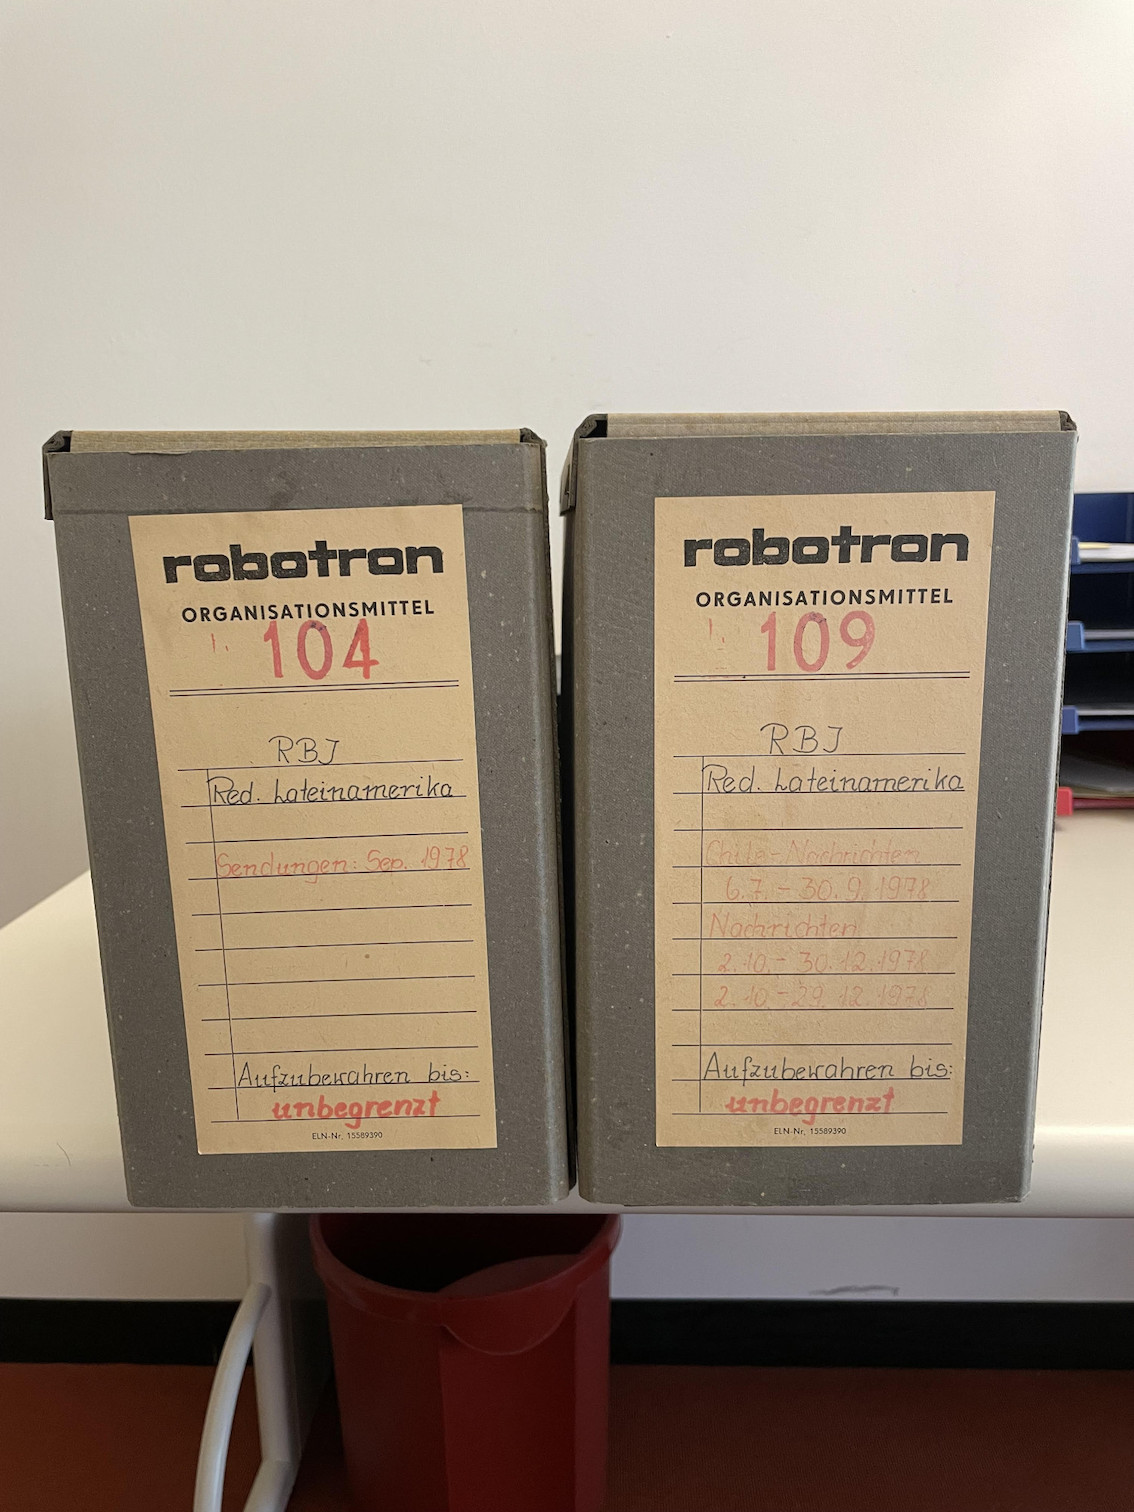 robotron
ORGANISATIONSMITTEL
104
RBI
Red. Lateinamerika
Sendungen: Sep. 1978
Aufzubewahren bis:
unbegrenzt
ELN-Nr. 15589390
robotron
ORGANISATIONSMITTEL
109
RBI
Red. Lateinamerika
Chile-Nachrichten
6.7. - 30.9.1978
Nachrichten
2.10. - 30.12.1978
2.10. - 29.12.1978
Aufzubewahren bis:
unbegrenzt
ELN-Nr. 15589390